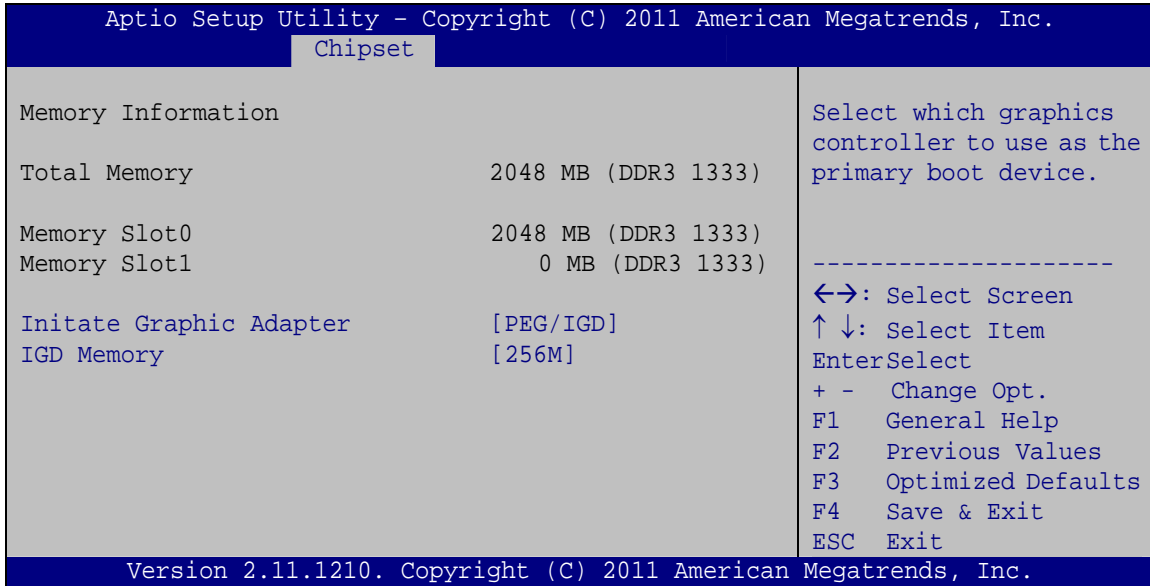 Aptio Setup Utility – Copyright (C) 2011 American Megatrends, Inc.
Chipset
Memory Information
Total Memory 2048 MB (DDR3 1333)
Memory Slot0 2048 MB (DDR3 1333)
Memory Slot1 0 MB (DDR3 1333)
Initate Graphic Adapter [PEG/IGD]
IGD Memory [256M]
Select which graphics
controller to use as the
primary boot device.
---------------------
←→: Select Screen
↑ ↓: Select Item
EnterSelect
+ - Change Opt.
F1 General Help
F2 Previous Values
F3 Optimized Defaults
F4 Save & Exit
ESC Exit
Version 2.11.1210. Copyright (C) 2011 American Megatrends, Inc.